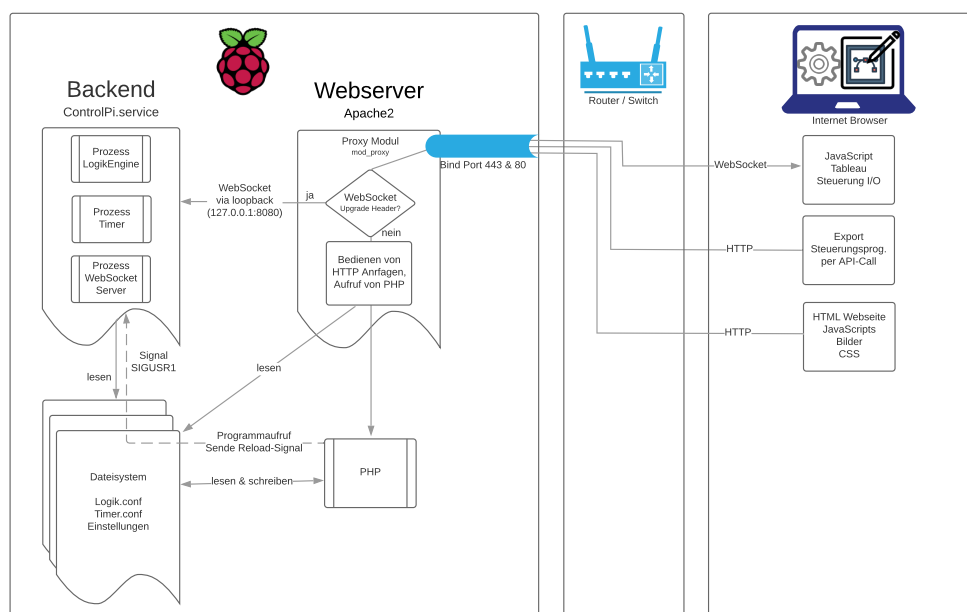 Backend
ControlPi.service
Prozess
LogikEngine
Prozess
Timer
Prozess
WebSocket
Server
Webserver
Apache2
Proxy Modul
mod_proxy
Bind Port 443 & 80
WebSocket
Upgrade Header?
ja
nein
WebSocket
via loopback
(127.0.0.1:8080)
Bedienen von
HTTP Anrfagen,
Aufruf von PHP
Signal
SIGUSR1
lesen
lesen
Programmaufruf
Sende Reload-Signal
lesen & schreiben
PHP
Dateisystem
Logik.conf
Timer.conf
Einstellungen
Router / Switch
Internet Browser
WebSocket
JavaScript
Tableau
Steuerung I/O
HTTP
Export
Steuerungsprog.
per API-Call
HTTP
HTML Webseite
JavaScripts
Bilder
CSS